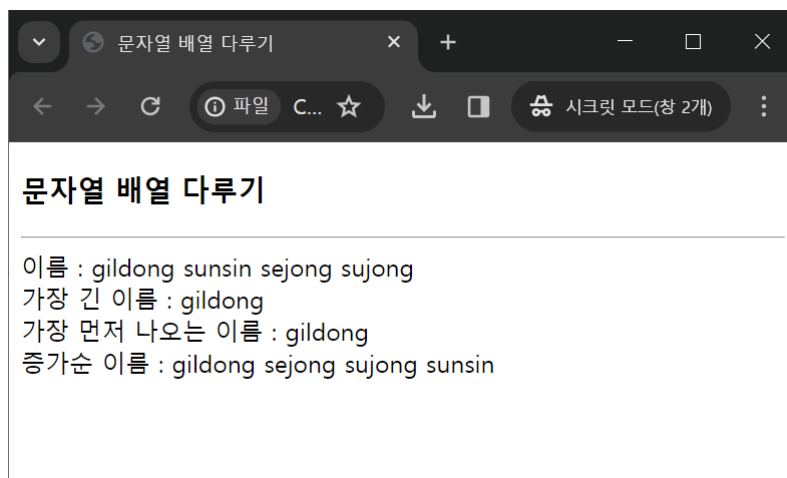 문자열 배열 다루기
파일 C... 시크릿 모드(창 2개)
문자열 배열 다루기
이름 : gildong sunsin sejong sujong
가장 긴 이름 : gildong
가장 먼저 나오는 이름 : gildong
증가순 이름 : gildong sejong sujong sunsin